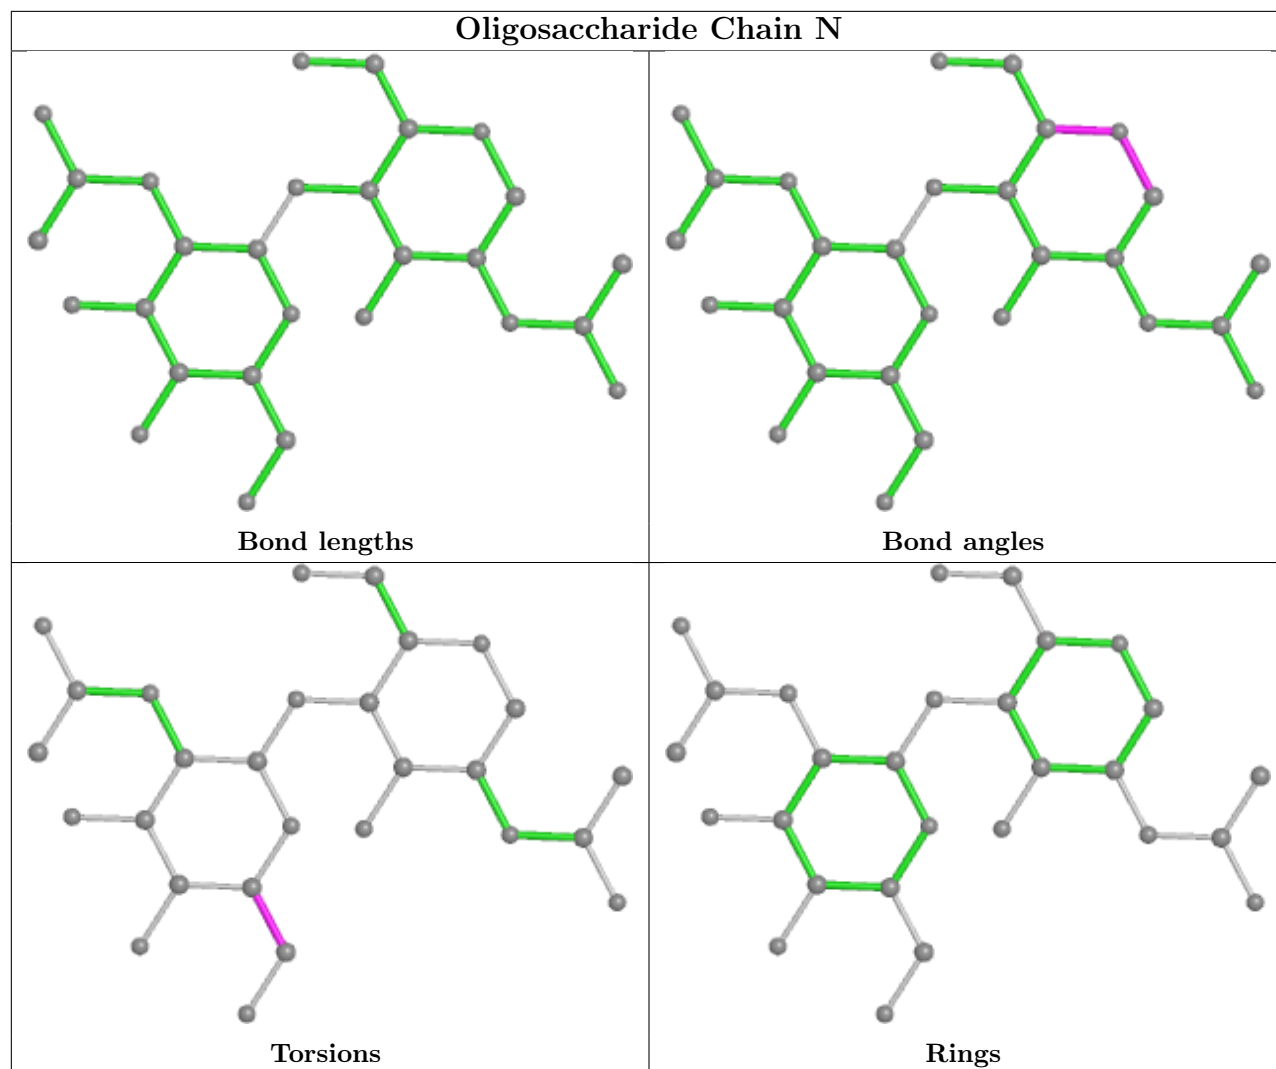 Oligosaccharide Chain N
Bond lengths
Bond angles
Torsions
Rings